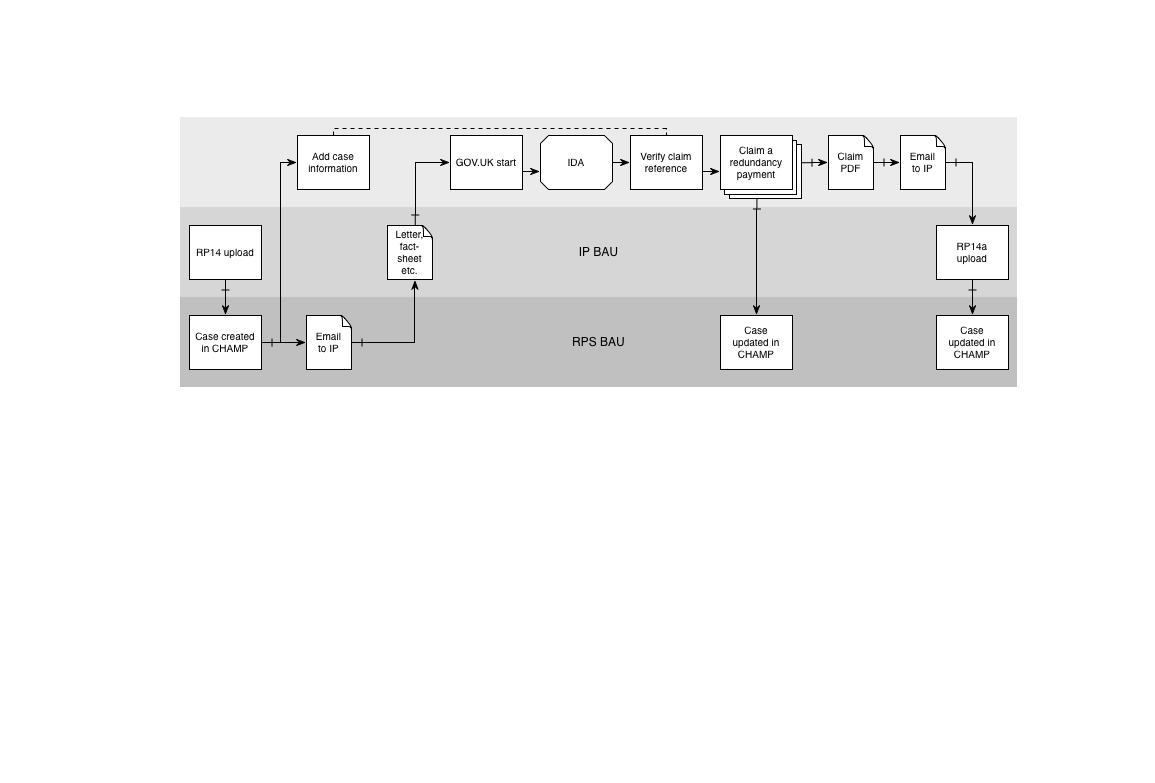 Add case
information
GOV.UK start
IDA
Verify claim
reference
Claim a
redundancy
payment
Claim
PDF
Email
to IP
RP14 upload
Letter,
fact-
sheet
etc.
IP BAU
RP14a
upload
Case created
in CHAMP
Email
to IP
RPS BAU
Case
updated in
CHAMP
Case
updated in
CHAMP